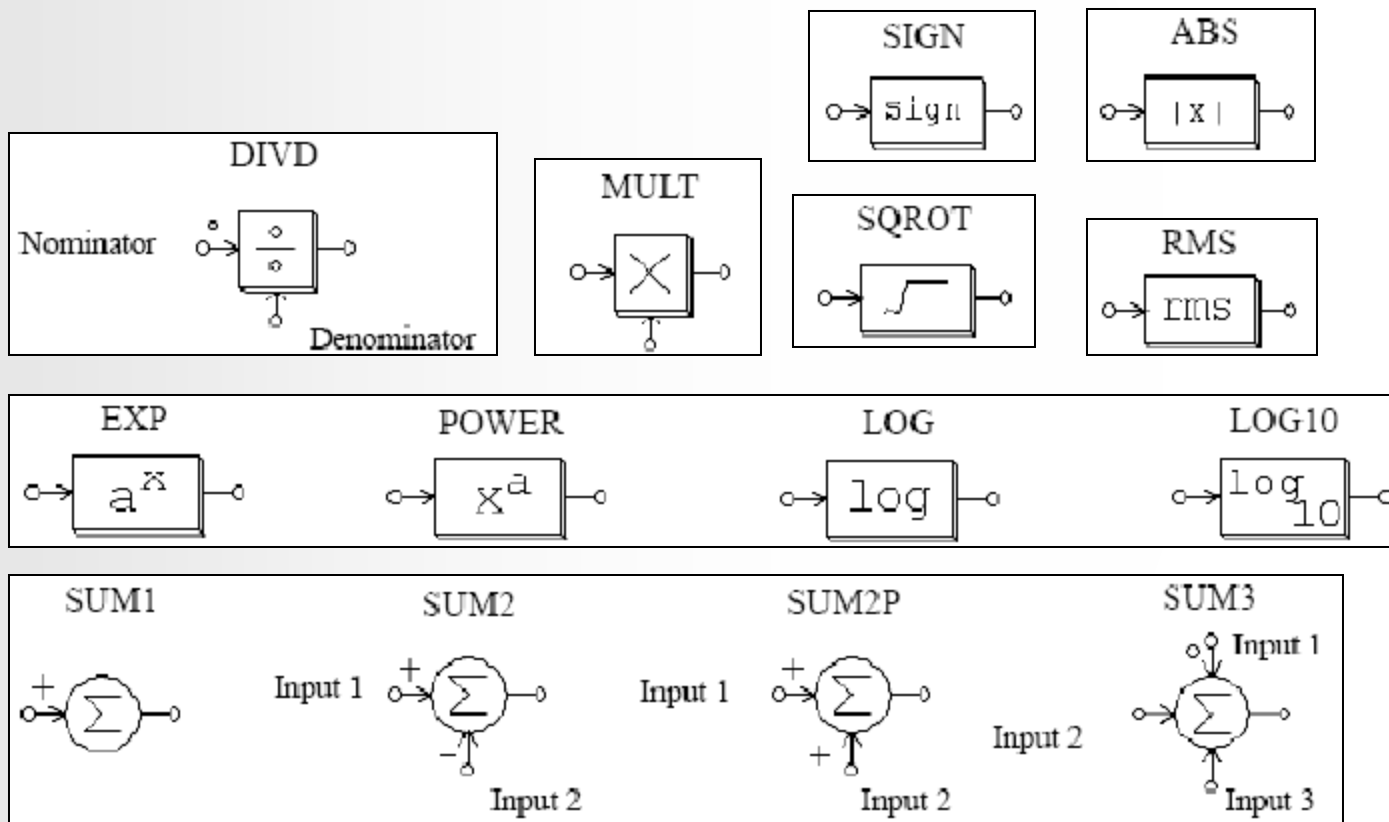 SIGN
sign
ABS
|x|
DIVD
Nominator
÷
Denominator
MULT
SQROT
RMS
rms
EXP
a^x
POWER
x^a
LOG
log
LOG10
log10
SUM1
+
Σ
SUM2
Input 1
+
Σ
−
Input 2
SUM2P
Input 1
+
Σ
+
Input 2
SUM3
Input 1
Σ
Input 2
Input 3